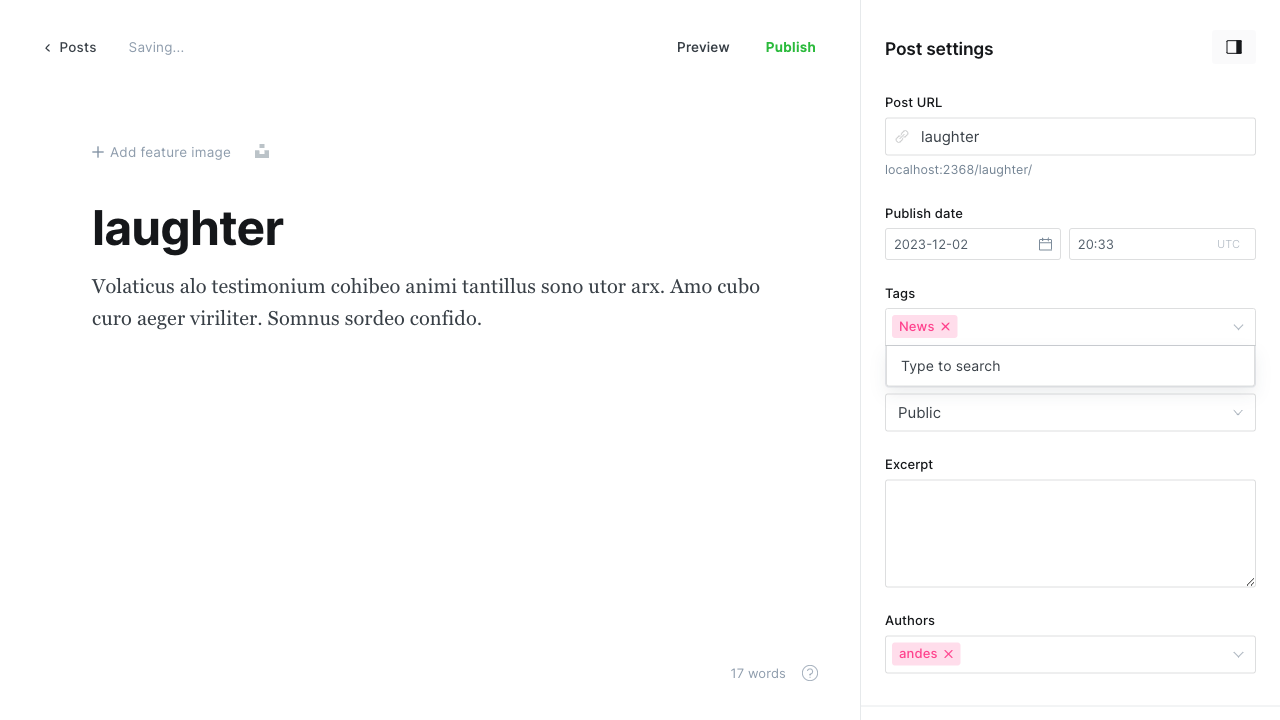 Posts
Saving...
Preview
Publish
Add feature image
laughter
Volaticus alo testimonium cohibeo animi tantillus sono utor arx. Amo cubo
curo aeger viriliter. Somnus sordeo confido.
17 words
?
Post settings
Post URL
laughter
localhost:2368/laughter/
Publish date
2023-12-02
20:33
UTC
Tags
News
Type to search
Public
Excerpt
Authors
andes